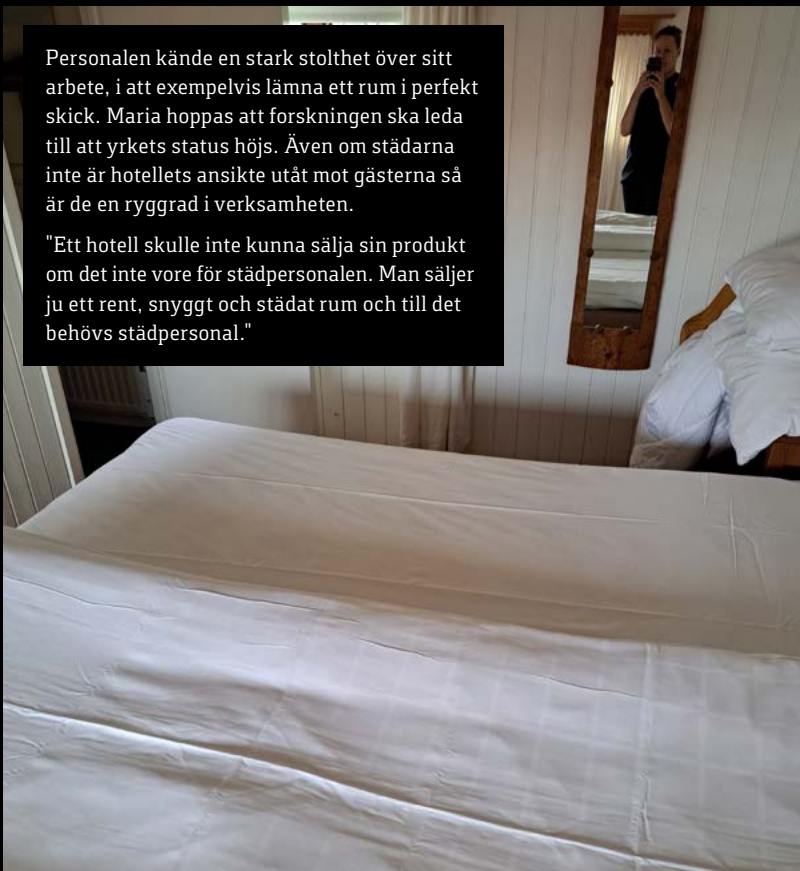 Personalen kände en stark stolthet över sitt
arbete, i att exempelvis lämna ett rum i perfekt
skick. Maria hoppas att forskningen ska leda
till att yrkets status höjs. Även om städarna
inte är hotellets ansikte utåt mot gästerna så
är de en ryggrad i verksamheten.
"Ett hotell skulle inte kunna sälja sin produkt
om det inte vore för städpersonalen. Man säljer
ju ett rent, snyggt och städat rum och till det
behövs städpersonal."